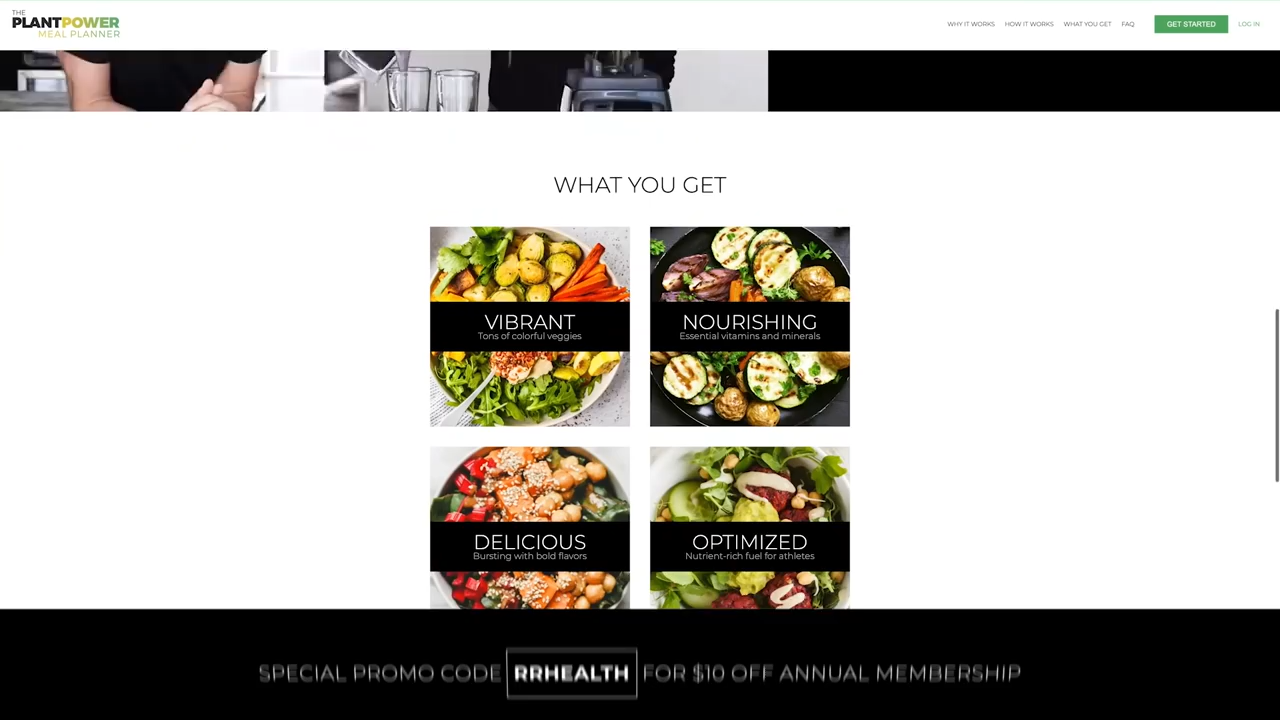 THE
PLANTPOWER
MEAL PLANNER
WHY IT WORKS HOW IT WORKS WHAT YOU GET FAQ GET STARTED LOG IN
WHAT YOU GET
VIBRANT
Tons of colorful veggies
NOURISHING
Essential vitamins and minerals
DELICIOUS
Bursting with bold flavors
OPTIMIZED
Nutrient-rich fuel for athletes
SPECIAL PROMO CODE RRHEALTH FOR $10 OFF ANNUAL MEMBERSHIP